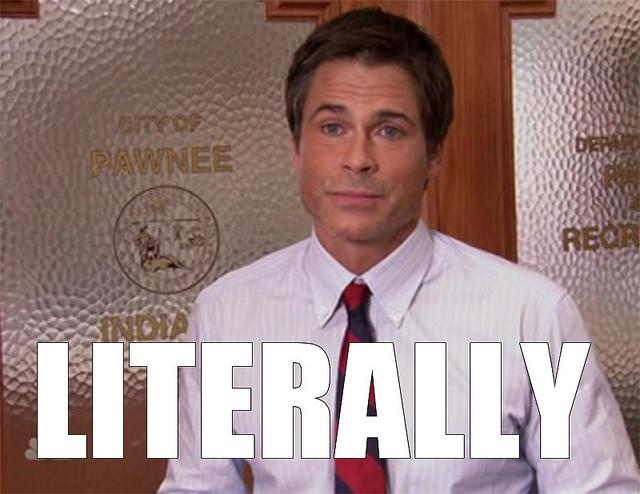 CITY OF
PAWNEE
INDIA
RECR
LITERALLY